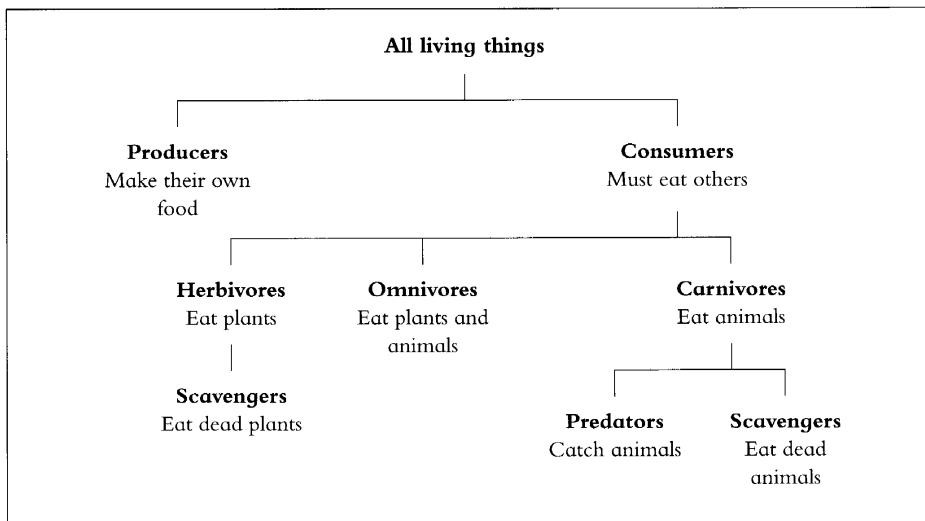 All living things
Producers
Make their own
food
Consumers
Must eat others
Herbivores
Eat plants
Omnivores
Eat plants and
animals
Carnivores
Eat animals
Scavengers
Eat dead plants
Predators
Catch animals
Scavengers
Eat dead
animals